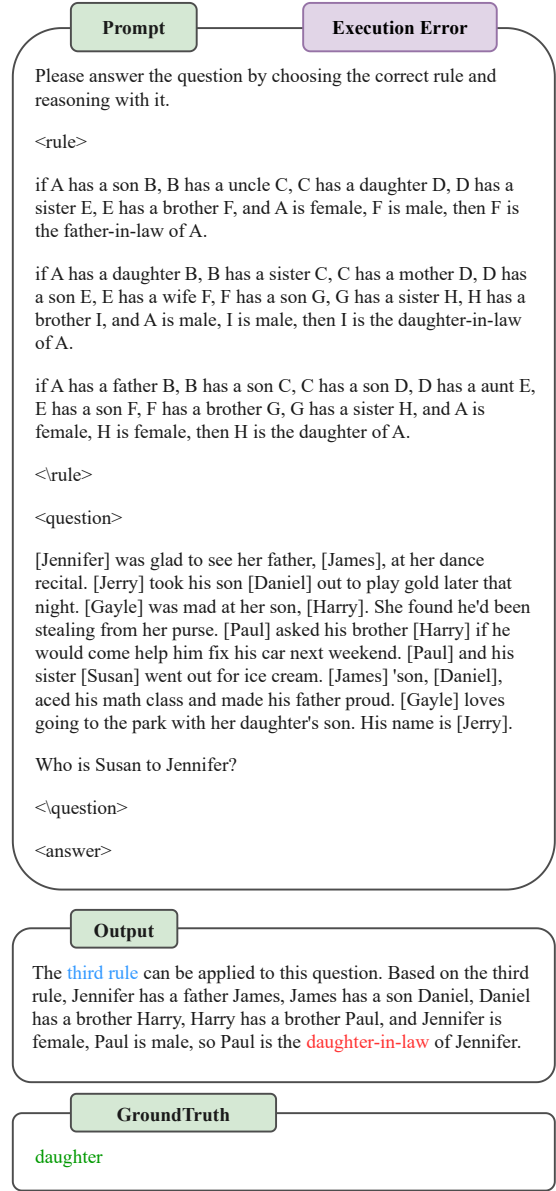 Prompt
Execution Error
Please answer the question by choosing the correct rule and
reasoning with it.
<rule>
if A has a son B, B has a uncle C, C has a daughter D, D has a
sister E, E has a brother F, and A is female, F is male, then F is
the father-in-law of A.
if A has a daughter B, B has a sister C, C has a mother D, D has
a son E, E has a wife F, F has a son G, G has a sister H, H has a
brother I, and A is male, I is male, then I is the daughter-in-law
of A.
if A has a father B, B has a son C, C has a son D, D has a aunt E,
E has a son F, F has a brother G, G has a sister H, and A is
female, H is female, then H is the daughter of A.
<\rule>
<question>
[Jennifer] was glad to see her father, [James], at her dance
recital. [Jerry] took his son [Daniel] out to play gold later that
night. [Gayle] was mad at her son, [Harry]. She found he'd been
stealing from her purse. [Paul] asked his brother [Harry] if he
would come help him fix his car next weekend. [Paul] and his
sister [Susan] went out for ice cream. [James] 'son, [Daniel],
aced his math class and made his father proud. [Gayle] loves
going to the park with her daughter's son. His name is [Jerry].
Who is Susan to Jennifer?
<\question>
<answer>
Output
The third rule can be applied to this question. Based on the third
rule, Jennifer has a father James, James has a son Daniel, Daniel
has a brother Harry, Harry has a brother Paul, and Jennifer is
female, Paul is male, so Paul is the daughter-in-law of Jennifer.
GroundTruth
daughter